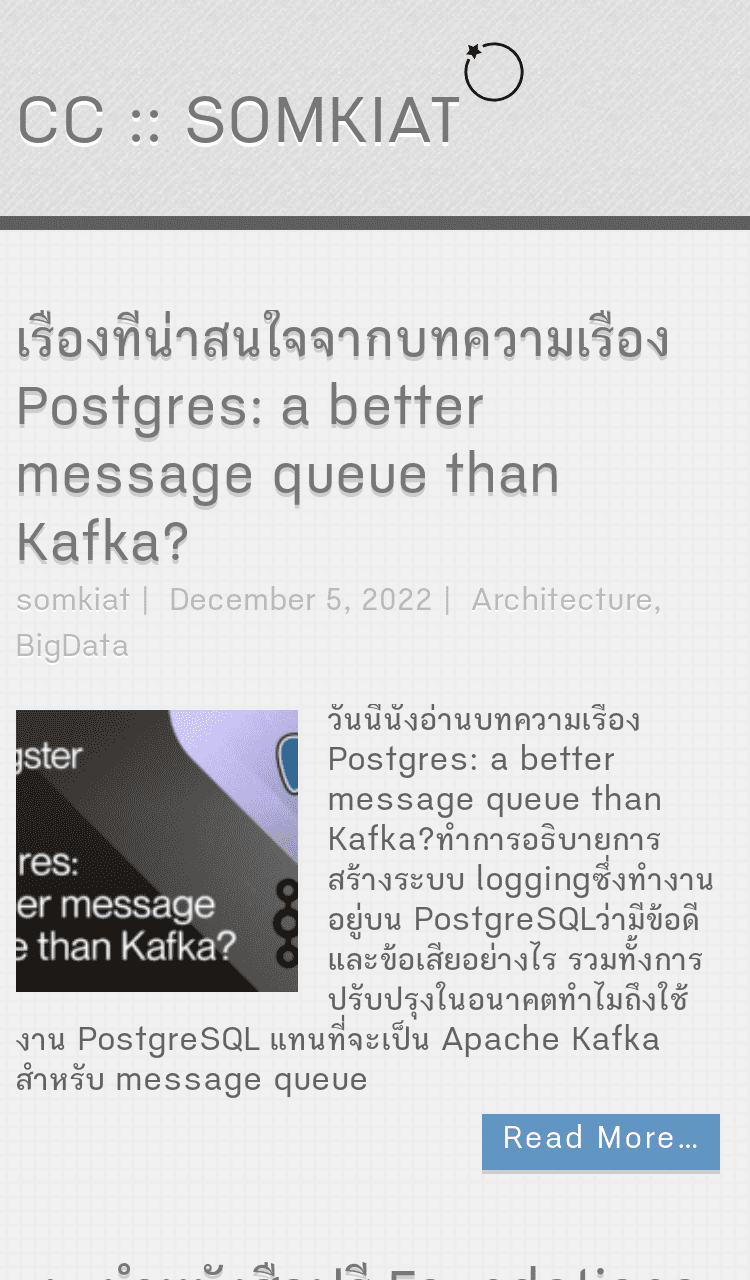 CC :: SOMKIAT
เรื่องที่น่าสนใจจากบทความเรื่อง
Postgres: a better
message queue than
Kafka?
somkiat | December 5, 2022 | Architecture,
BigData
gster
res:
er message
e than Kafka?
วันนี้นั่งอ่านบทความเรื่อง
Postgres: a better
message queue than
Kafka?ทำการอธิบายการ
สร้างระบบ loggingซึ่งทำงาน
อยู่บน PostgreSQLว่ามีข้อดี
และข้อเสียอย่างไร รวมทั้งการ
ปรับปรุงในอนาคตทำไมถึงใช้
งาน PostgreSQL แทนที่จะเป็น Apache Kafka
สำหรับ message queue
Read More…